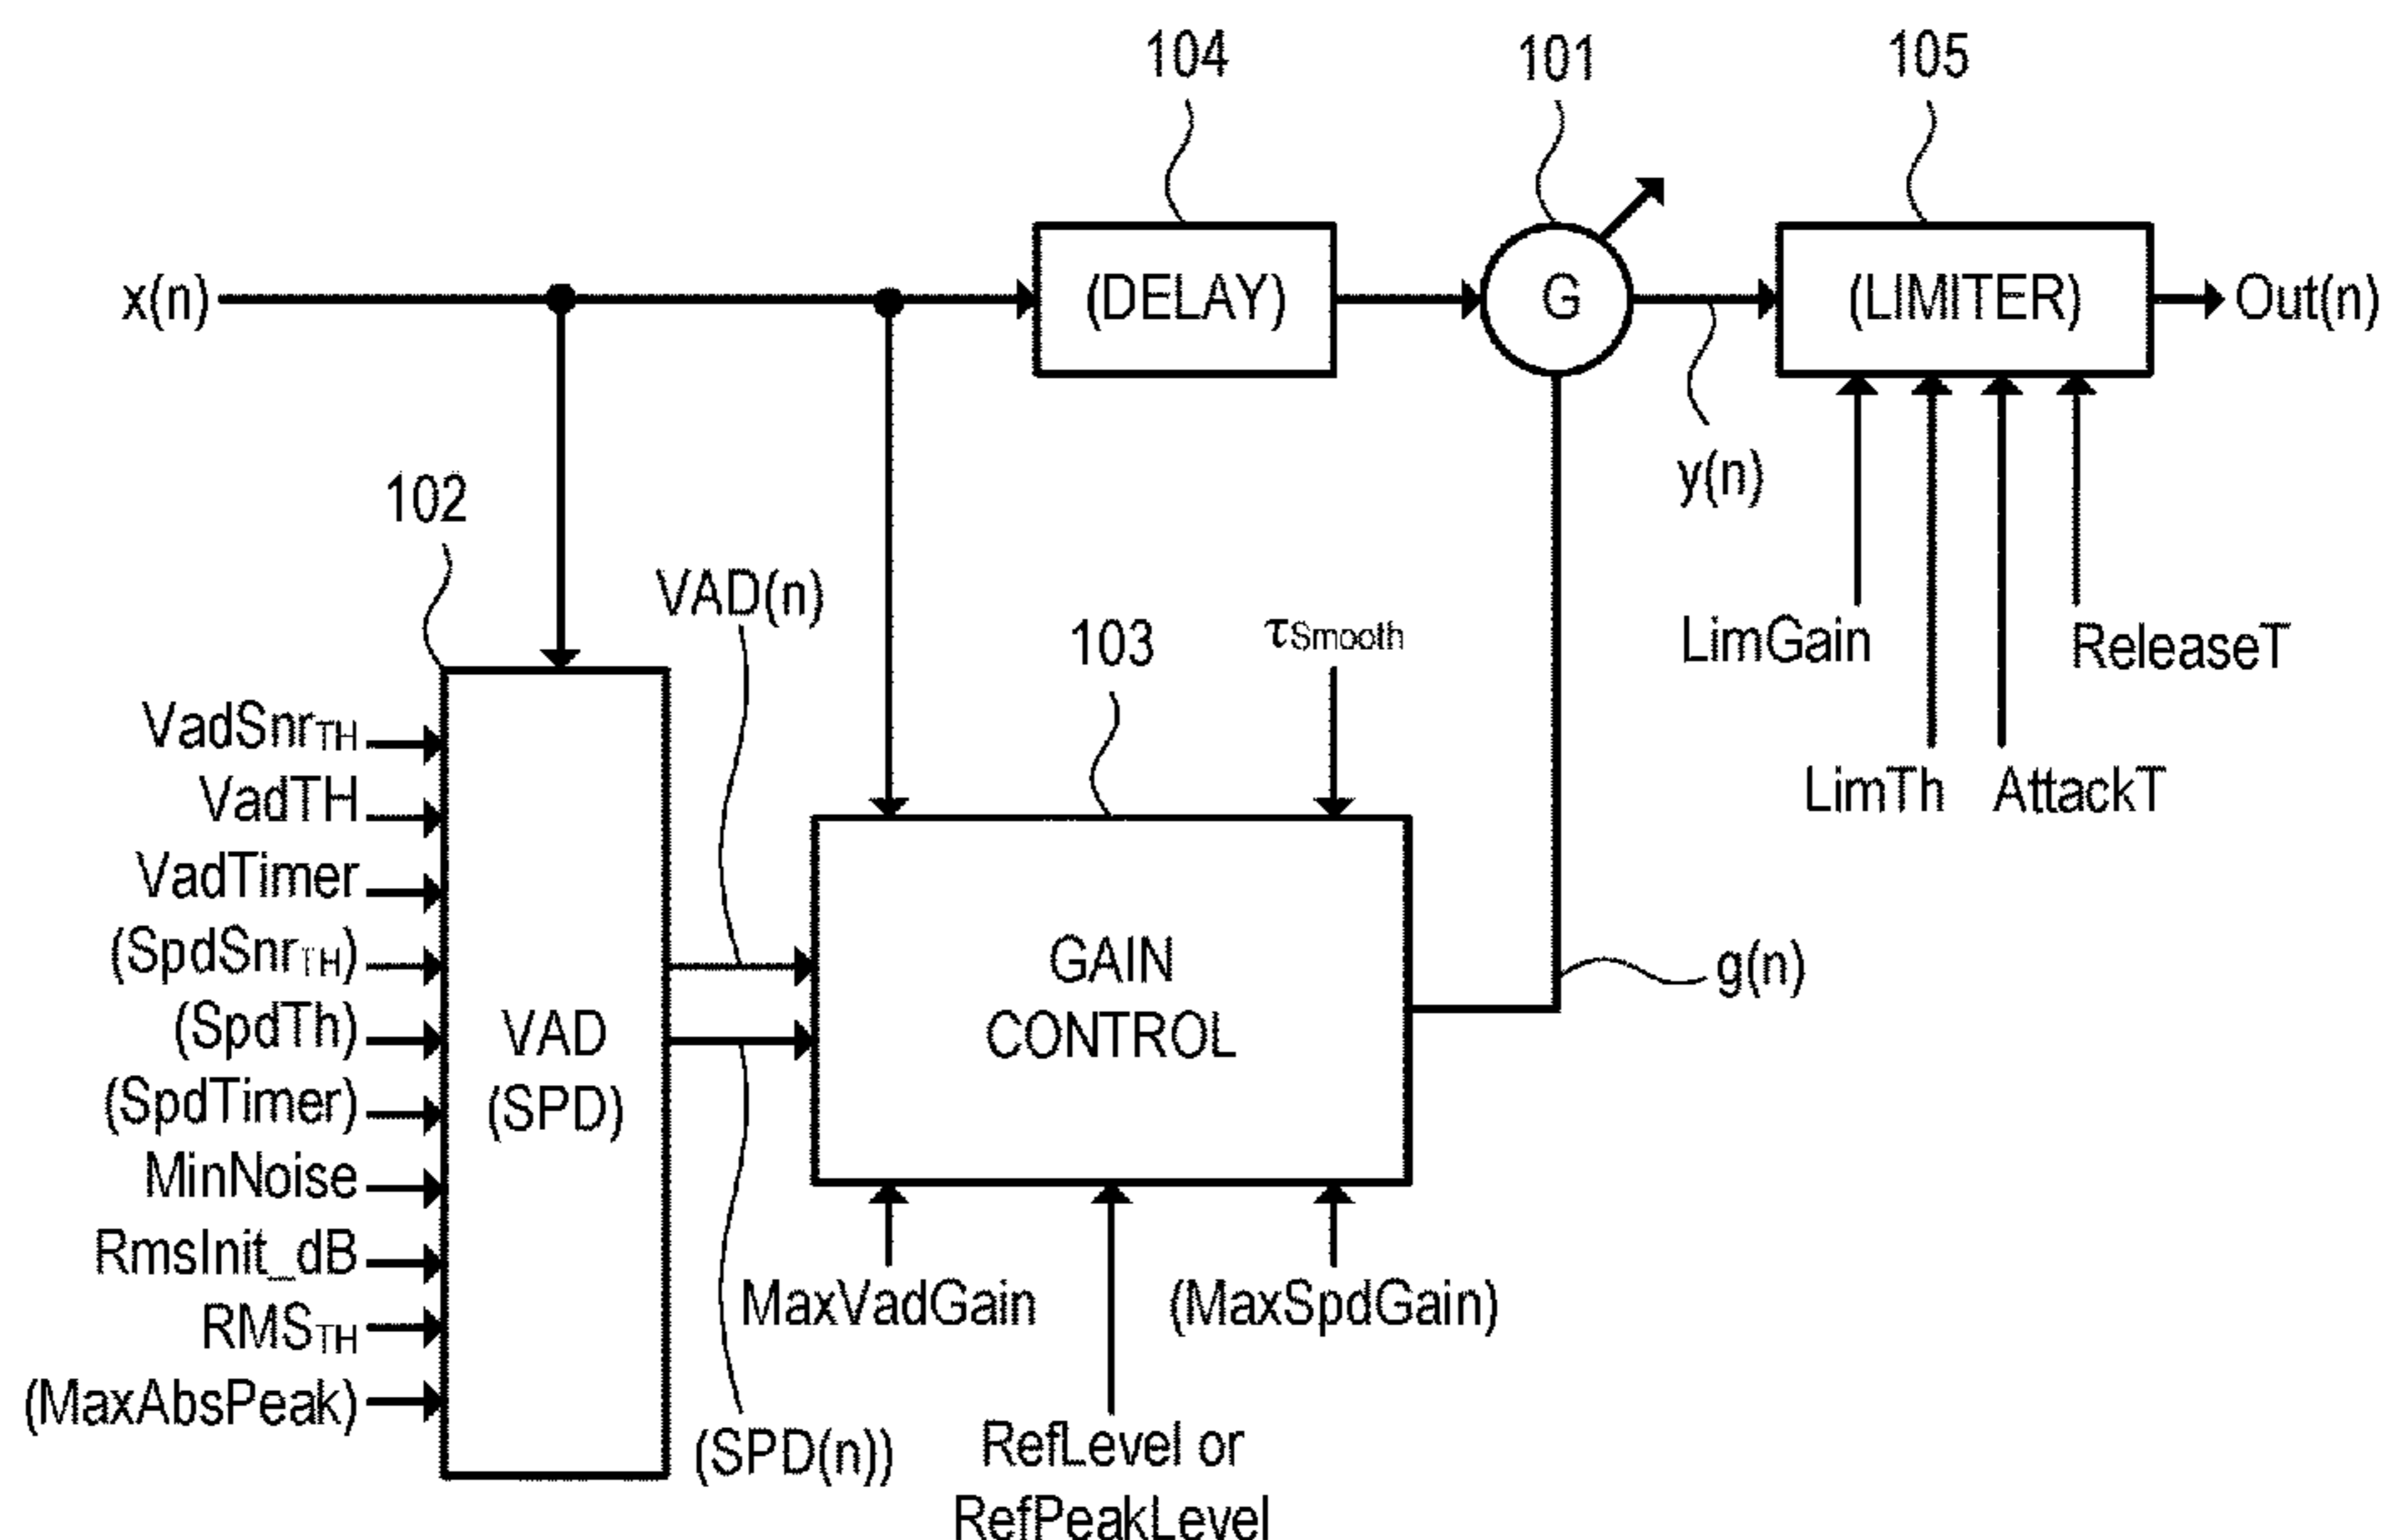 104
101
105
x(n)
(DELAY)
G
(LIMITER)
Out(n)
y(n)
102
VAD(n)
103
τSmooth
LimGain
ReleaseT
LimTh
AttackT
VadSnrTH
VadTH
VadTimer
(SpdSnrTH)
(SpdTh)
(SpdTimer)
MinNoise
RmsInit_dB
RMSTH
(MaxAbsPeak)
VAD
(SPD)
GAIN
CONTROL
g(n)
MaxVadGain
(MaxSpdGain)
(SPD(n))
RefLevel or
RefPeakLevel